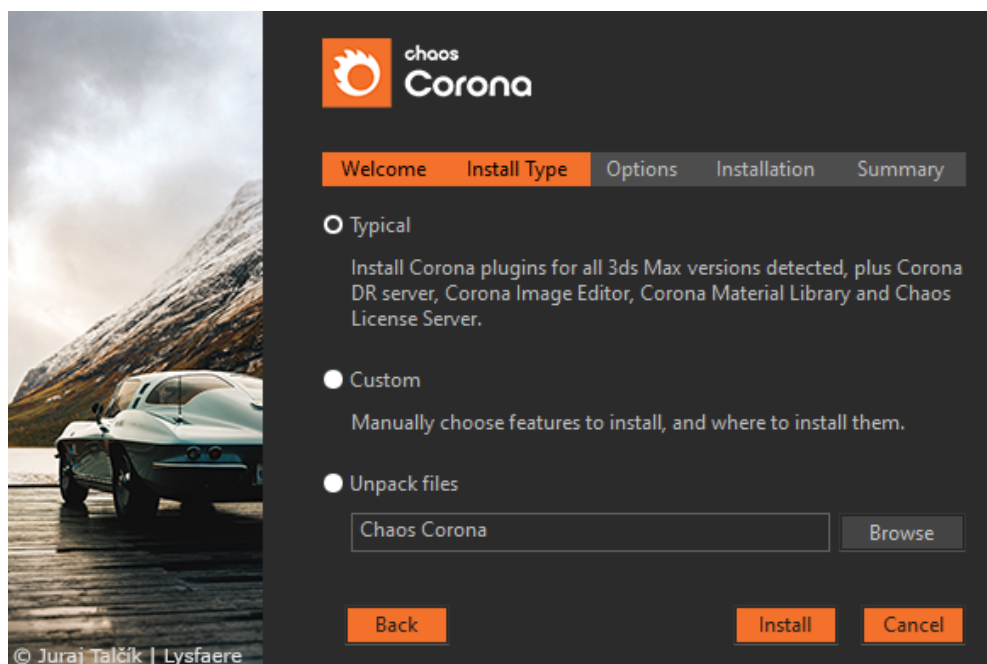 chaos
Corona
Welcome Install Type Options Installation Summary
Typical
Install Corona plugins for all 3ds Max versions detected, plus Corona
DR server, Corona Image Editor, Corona Material Library and Chaos
License Server.
Custom
Manually choose features to install, and where to install them.
Unpack files
Chaos Corona Browse
Back Install Cancel
© Juraj Talčík | Lysfaere